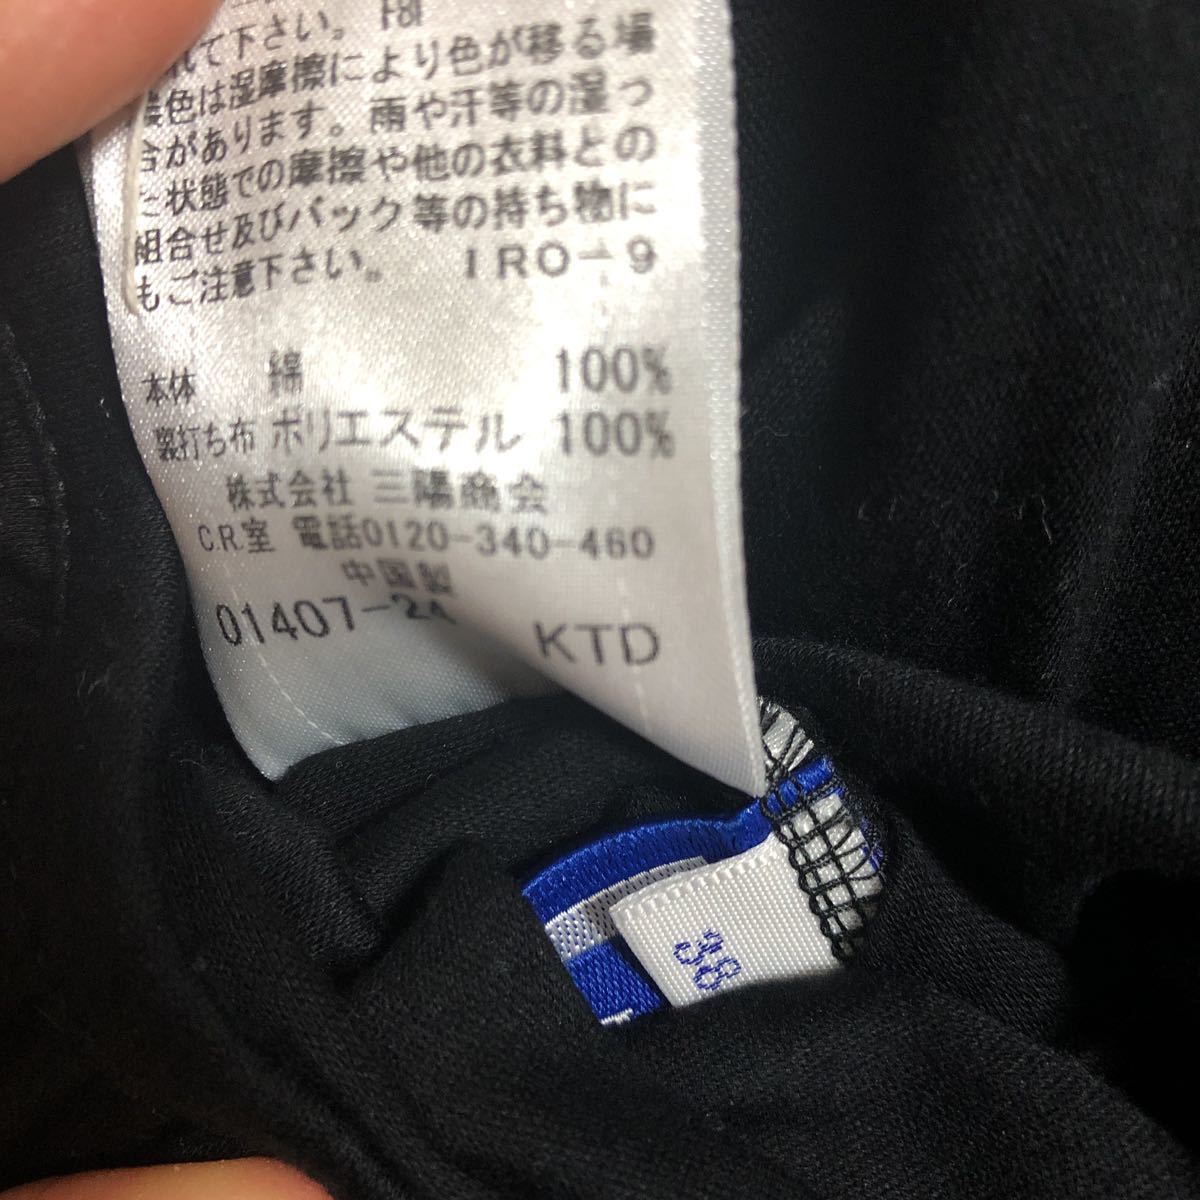 れて下さい。 F8I
濃色は湿摩擦により色が移る場
合があります。雨や汗等の湿っ
た状態での摩擦や他の衣料との
組合せ及びバック等の持ち物に
もご注意下さい。 IRO-9
本体 綿 100%
裏打ち布 ポリエステル 100%
株式会社 三陽商会
C.R.室 電話0120-340-460
中国製
01407-24 KTD
38